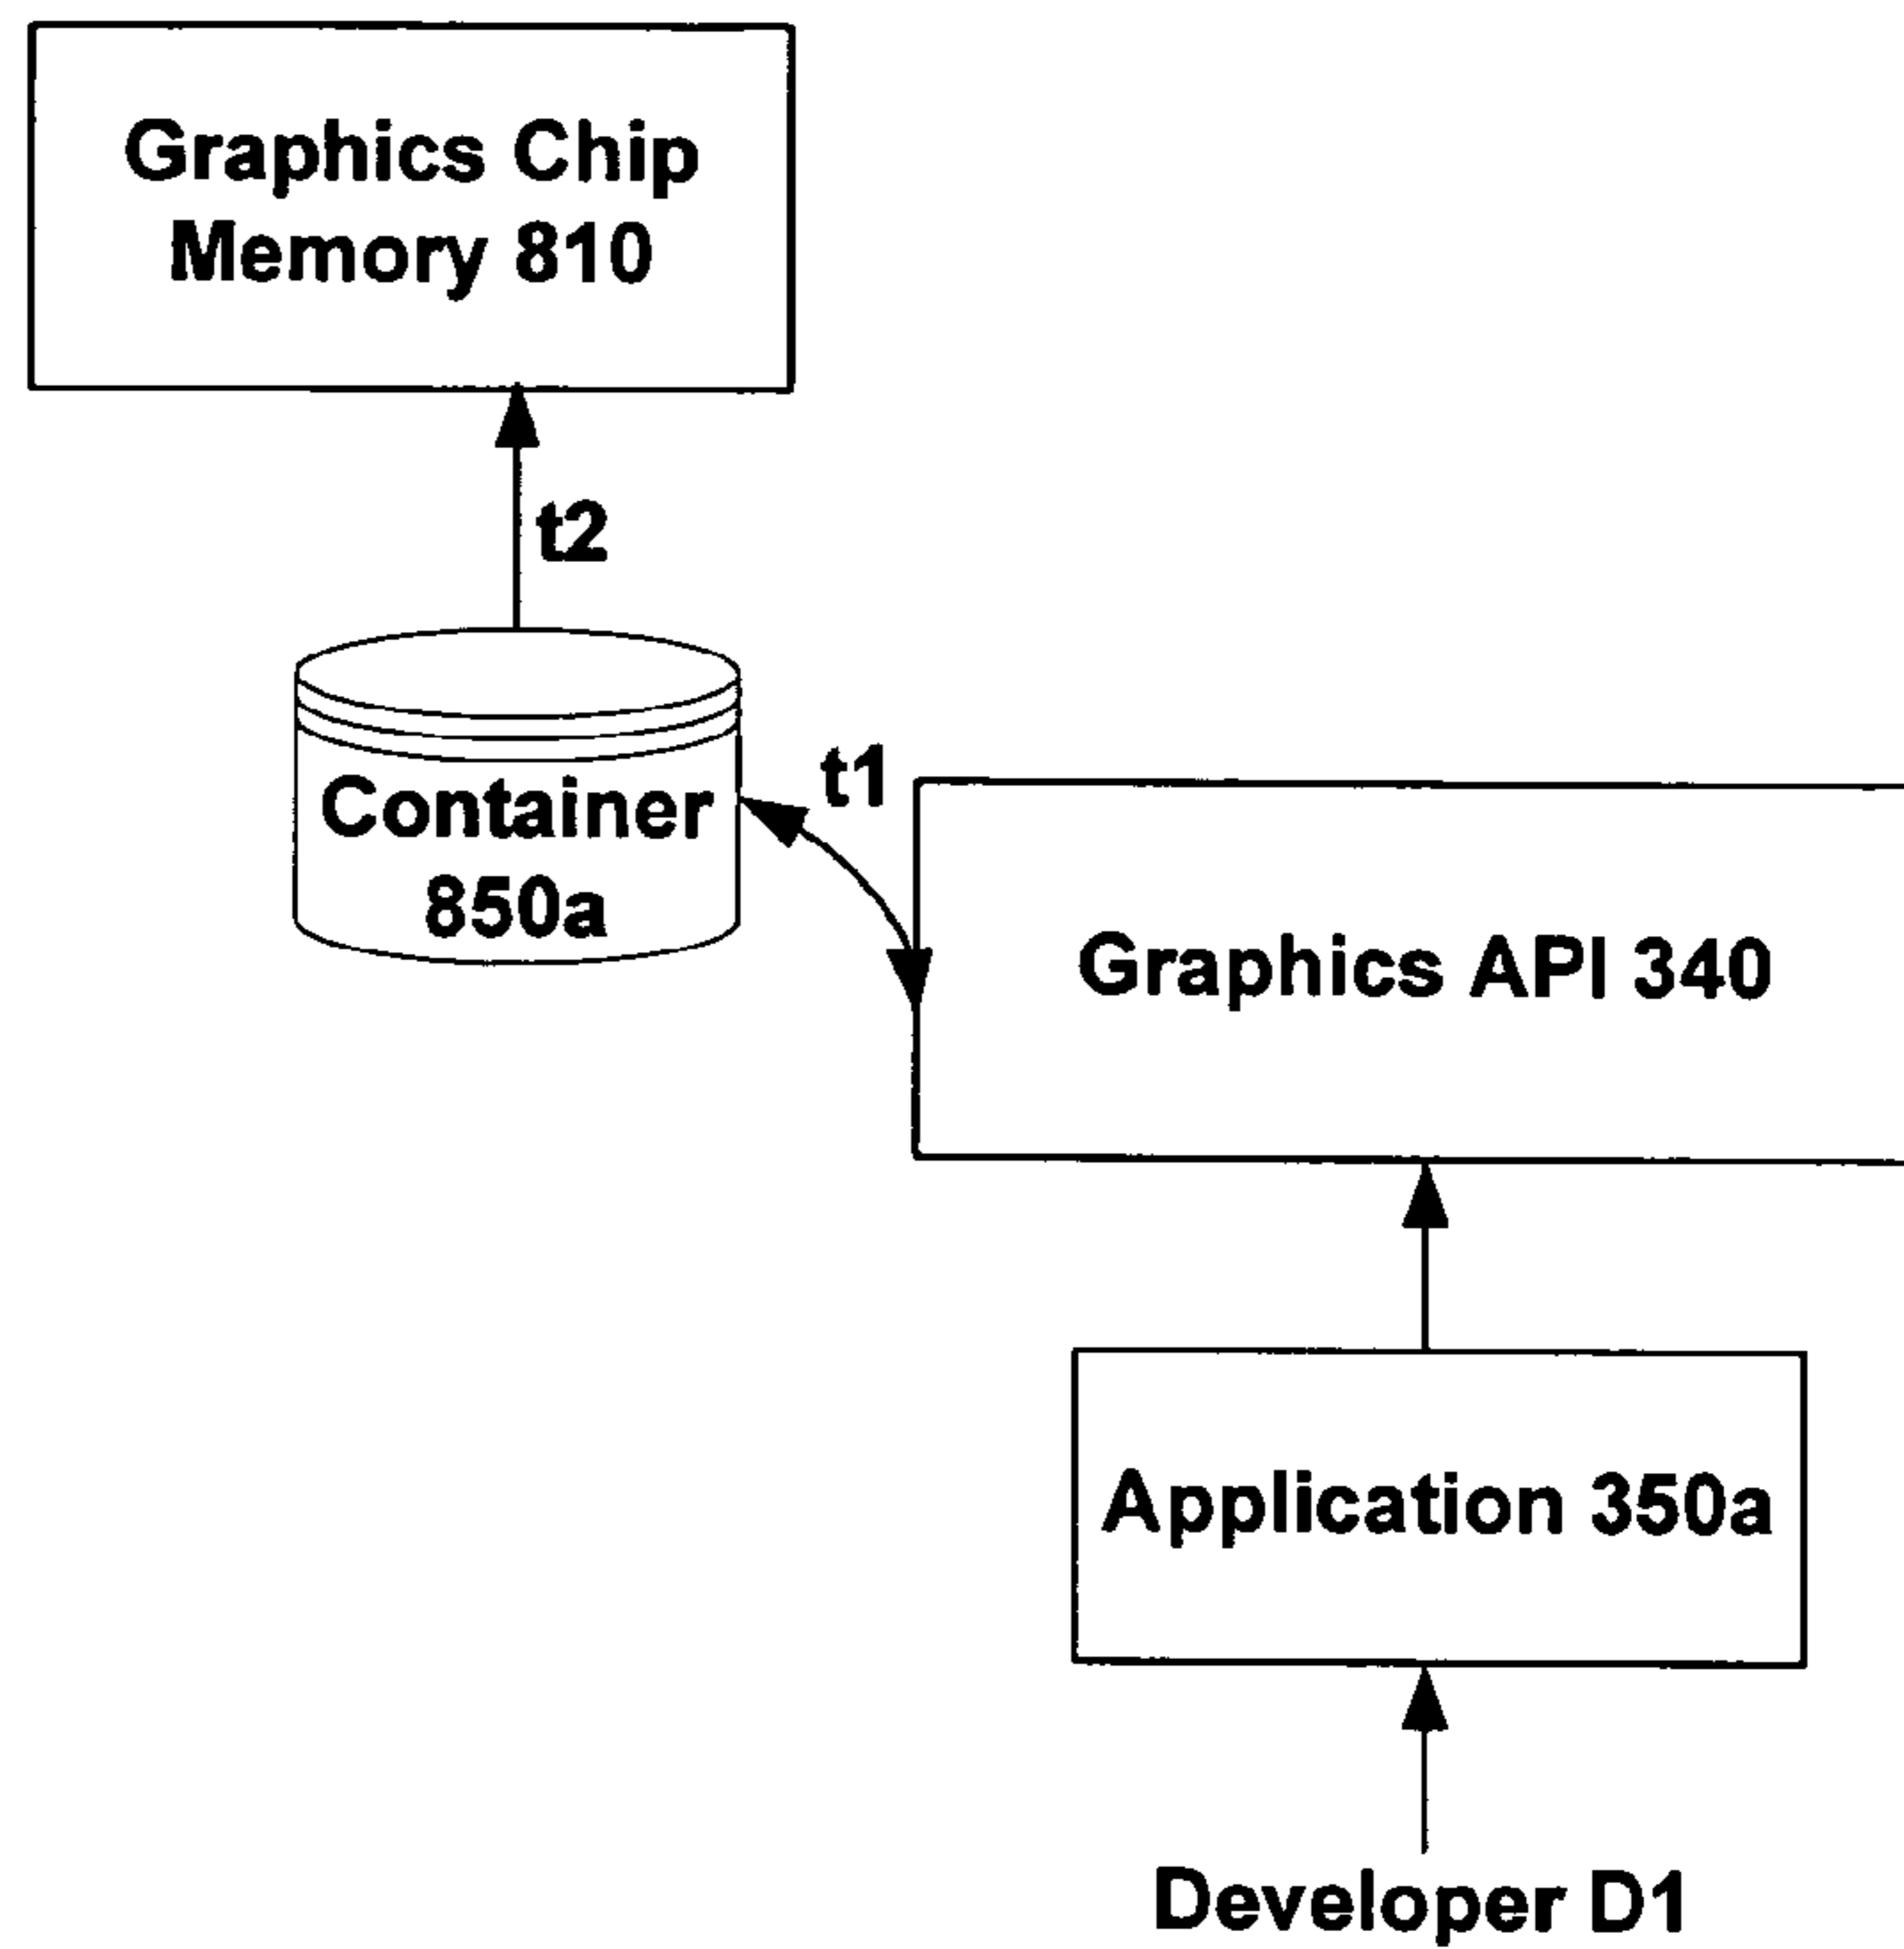 Graphics Chip
Memory 810
t2
Container
850a
t1
Graphics API 340
Application 350a
Developer D1